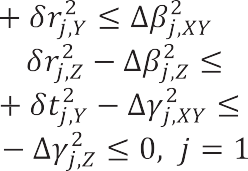 + δr²_{j,Y} ≤ Δβ²_{j,XY}
δr²_{j,Z} − Δβ²_{j,Z} ≤
+ δt²_{j,Y} − Δγ²_{j,XY} ≤
− Δγ²_{j,Z} ≤ 0, j = 1